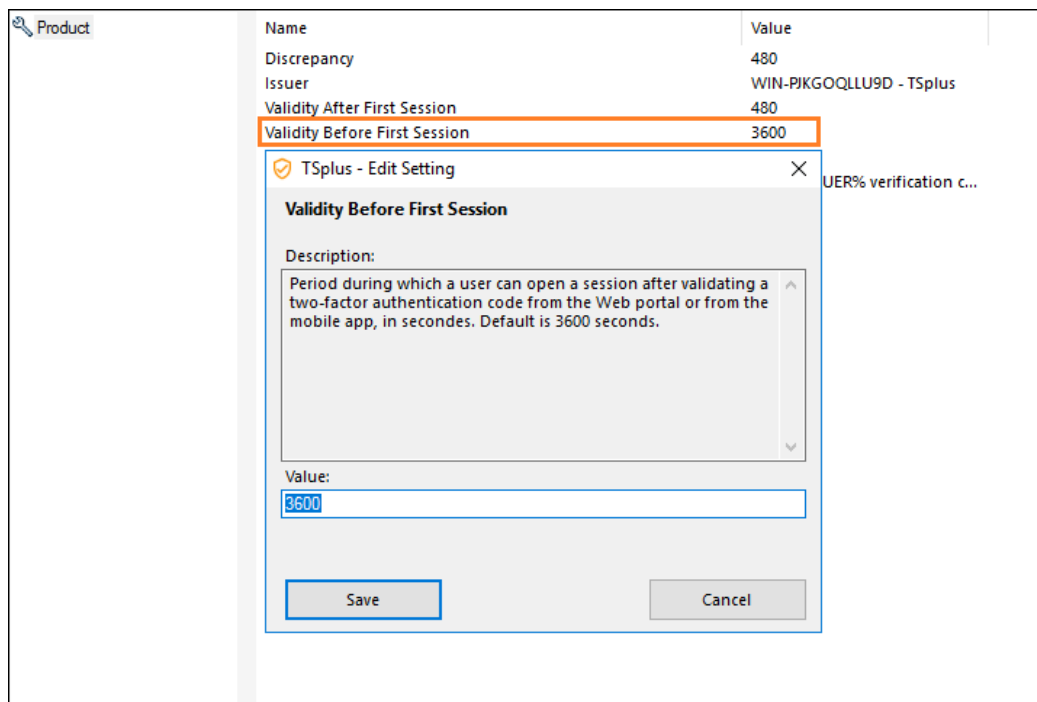 Product
Name Value
Discrepancy 480
Issuer WIN-PJKGOQLLU9D - TSplus
Validity After First Session 480
Validity Before First Session 3600
TSplus - Edit Setting
UER% verification c...
Validity Before First Session
Description:
Period during which a user can open a session after validating a
two-factor authentication code from the Web portal or from the
mobile app, in secondes. Default is 3600 seconds.
Value:
3600
Save Cancel